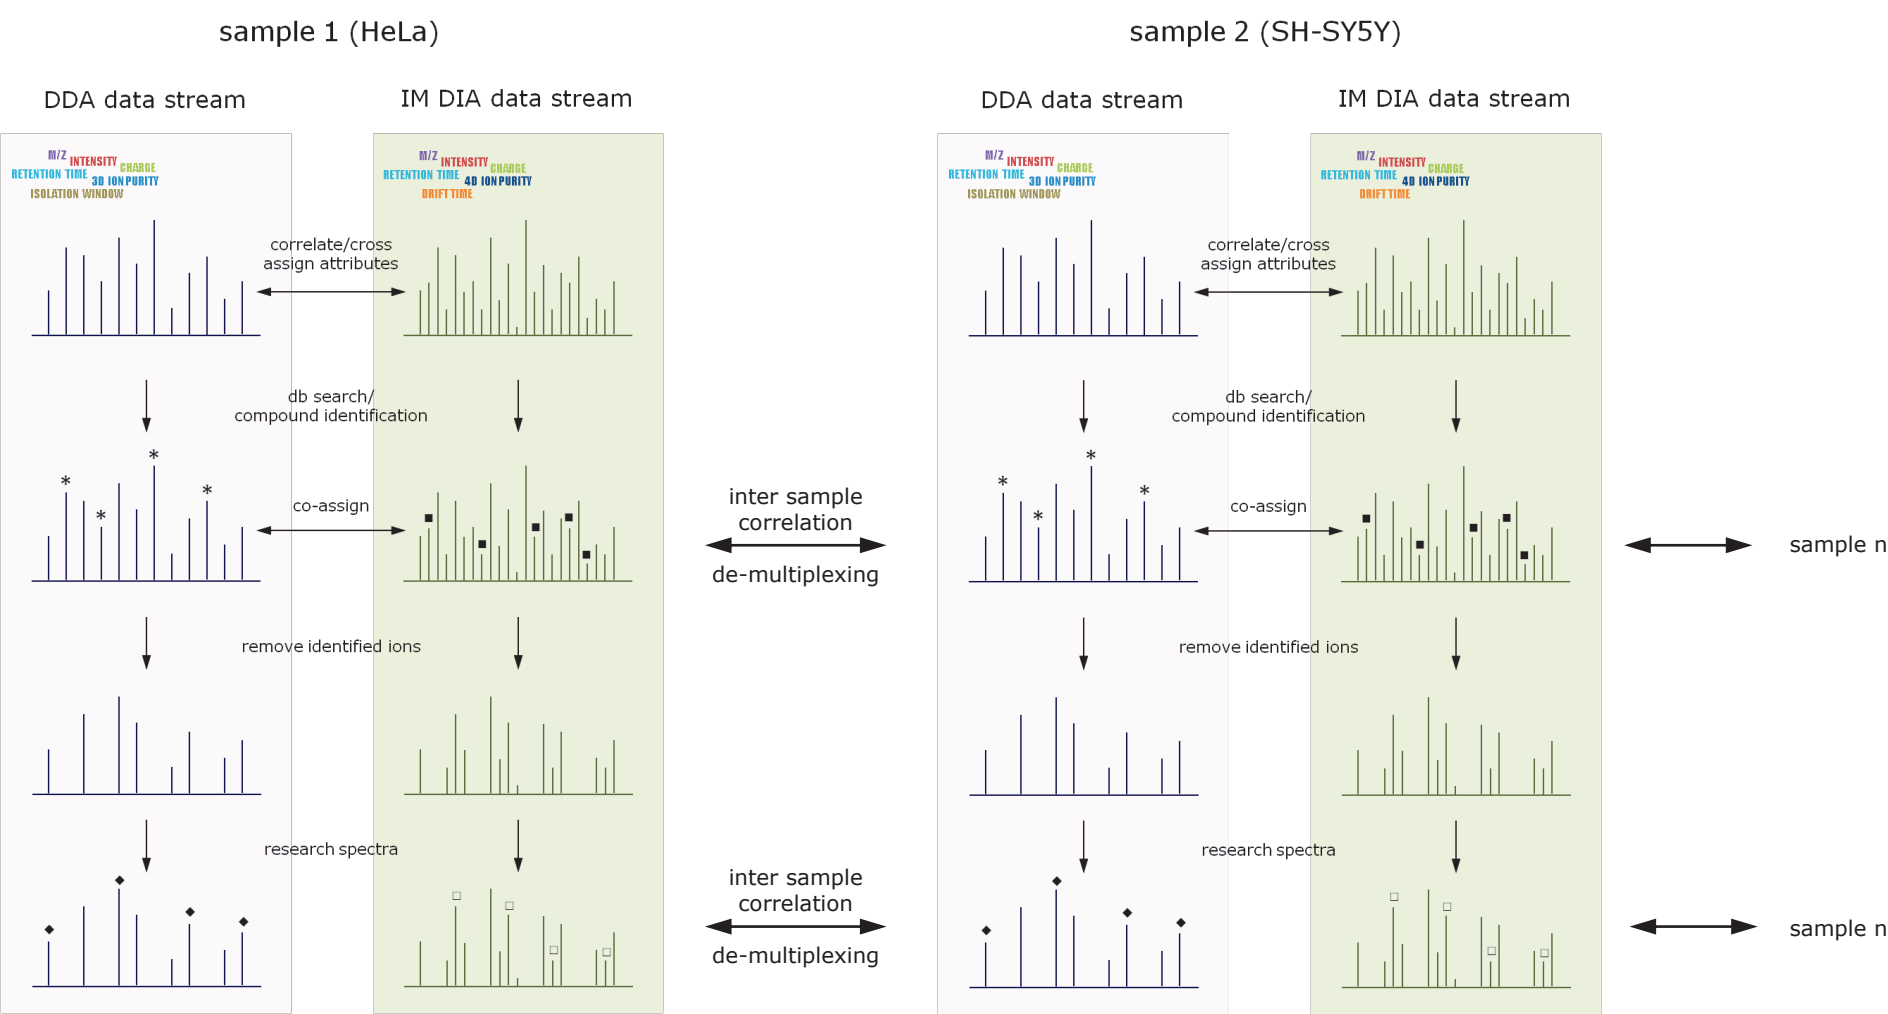 sample 1 (HeLa)
sample 2 (SH-SY5Y)
DDA data stream
IM DIA data stream
DDA data stream
IM DIA data stream
M/Z
INTENSITY
CHARGE
RETENTION TIME
3D ION PURITY
ISOLATION WINDOW
M/Z
INTENSITY
CHARGE
RETENTION TIME
4D ION PURITY
DRIFT TIME
M/Z
INTENSITY
CHARGE
RETENTION TIME
3D ION PURITY
ISOLATION WINDOW
M/Z
INTENSITY
CHARGE
RETENTION TIME
4D ION PURITY
DRIFT TIME
correlate/cross
assign attributes
correlate/cross
assign attributes
db search/
compound identification
db search/
compound identification
co-assign
inter sample
correlation
de-multiplexing
co-assign
sample n
remove identified ions
remove identified ions
research spectra
research spectra
inter sample
correlation
de-multiplexing
sample n